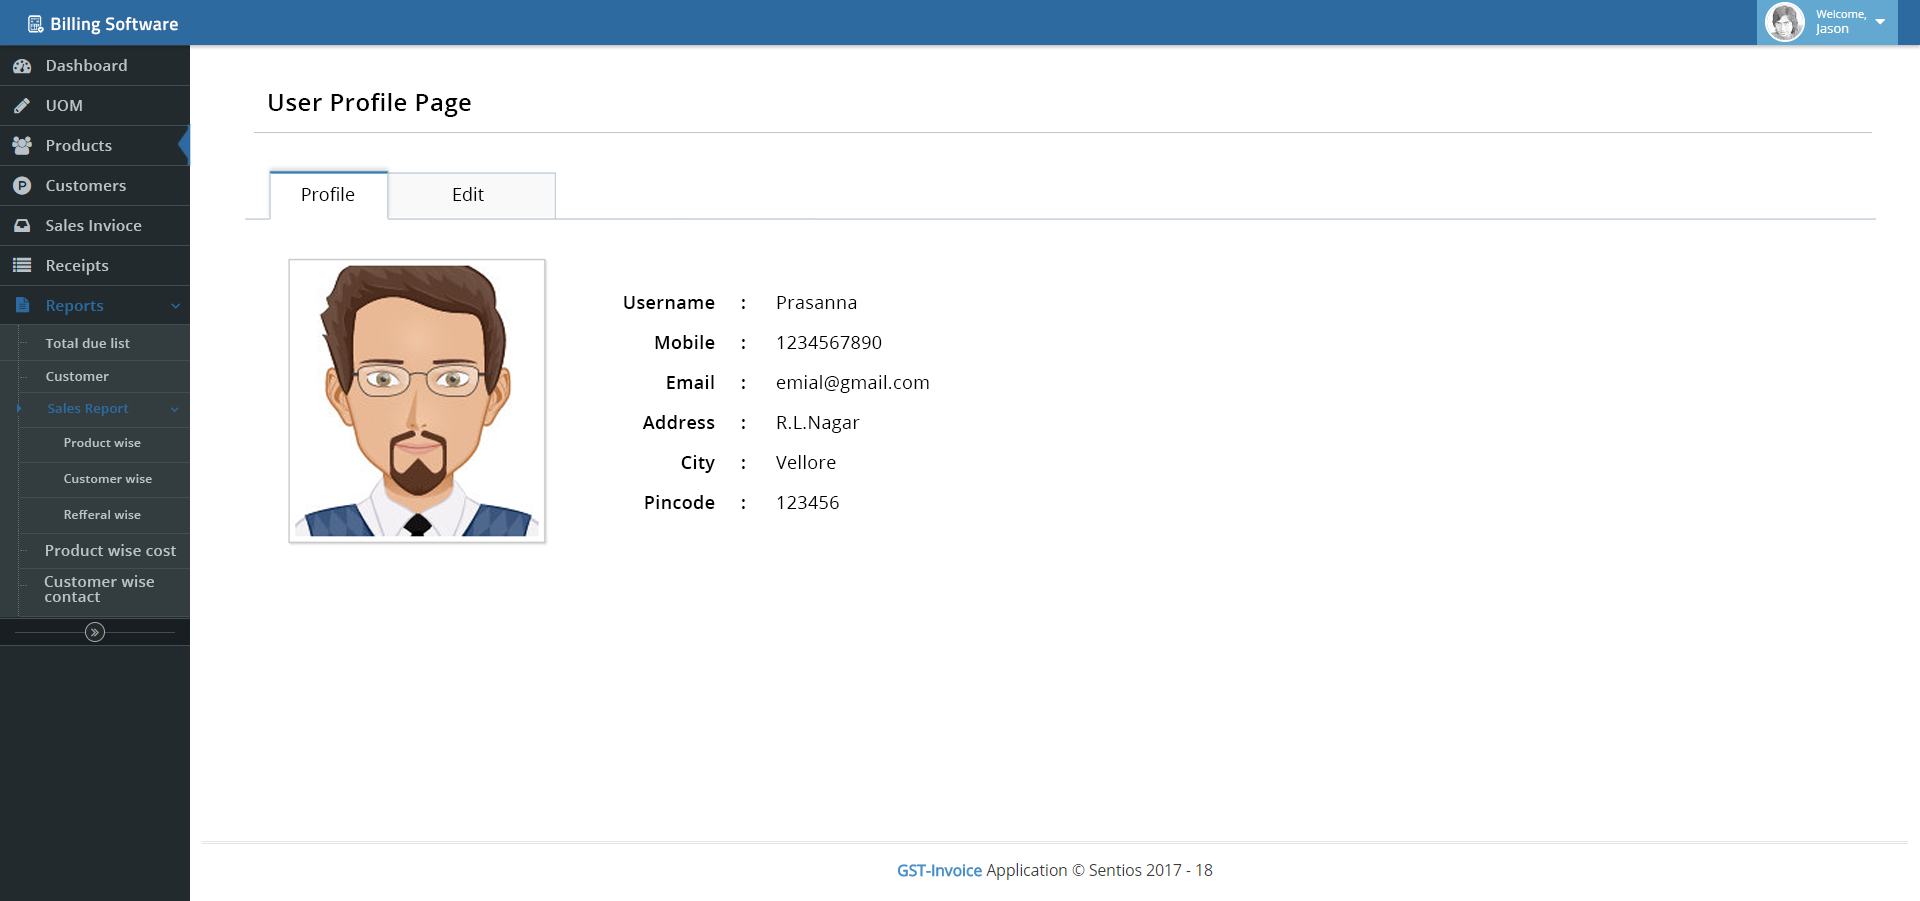 Billing Software
Welcome,
Jason
Dashboard
UOM
Products
Customers
Sales Invioce
Receipts
Reports
Total due list
Customer
Sales Report
Product wise
Customer wise
Refferal wise
Product wise cost
Customer wise
contact
User Profile Page
Profile Edit
Username : Prasanna
Mobile : 1234567890
Email : emial@gmail.com
Address : R.L.Nagar
City : Vellore
Pincode : 123456
GST-Invoice Application © Sentios 2017 - 18